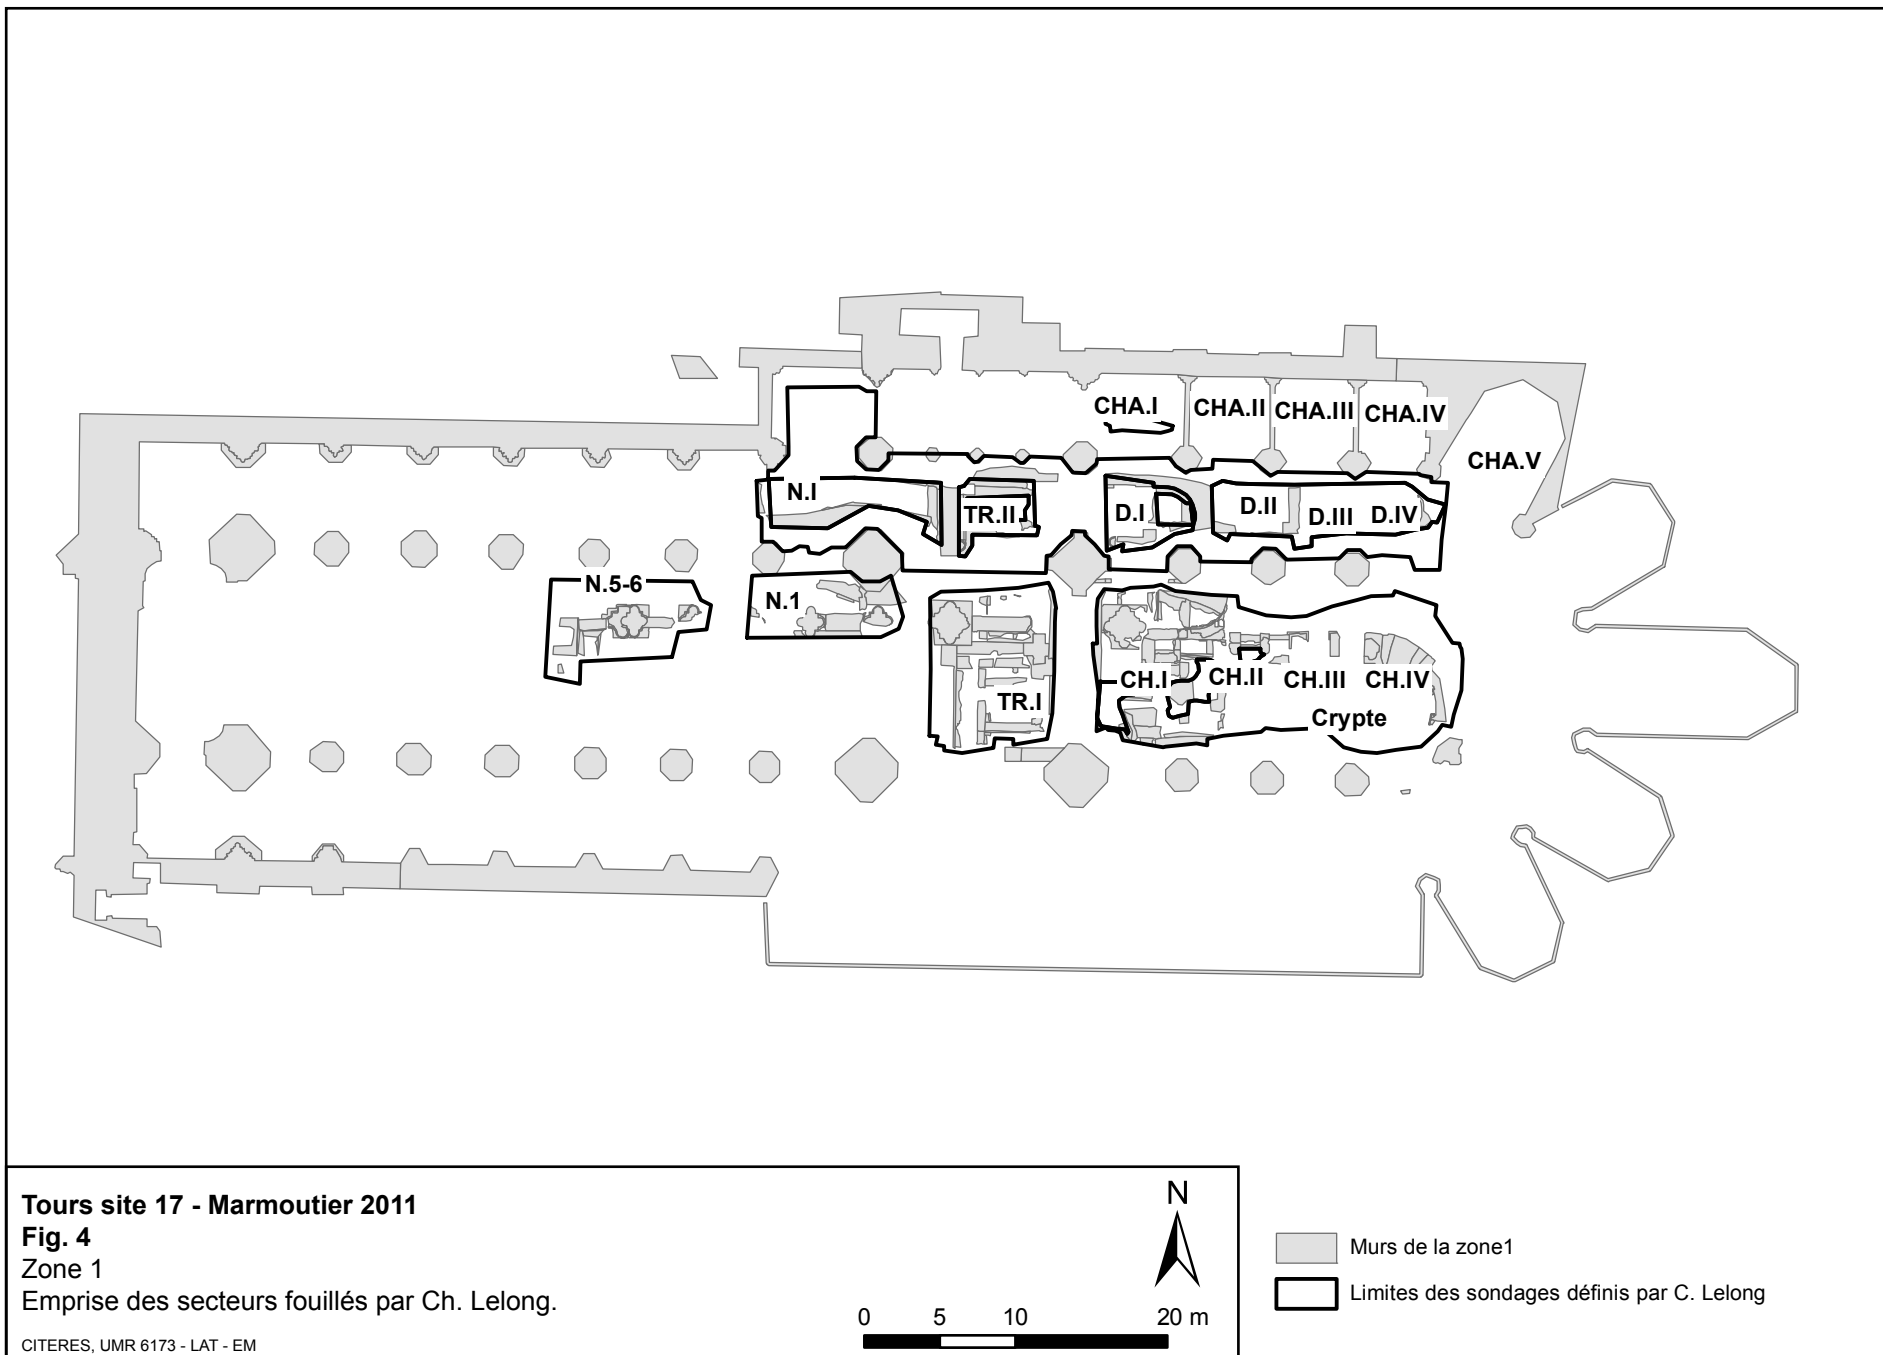 CHA.I
CHA.II
CHA.III
CHA.IV
CHA.V
N.I
TR.II
D.I
D.II
D.III
D.IV
N.5-6
N.1
TR.I
CH.I
CH.II
CH.III
CH.IV
Crypte
Tours site 17 - Marmoutier 2011
Fig. 4
Zone 1
Emprise des secteurs fouillés par Ch. Lelong.
CITERES, UMR 6173 - LAT - EM
N
0 5 10 20 m
Murs de la zone1
Limites des sondages définis par C. Lelong